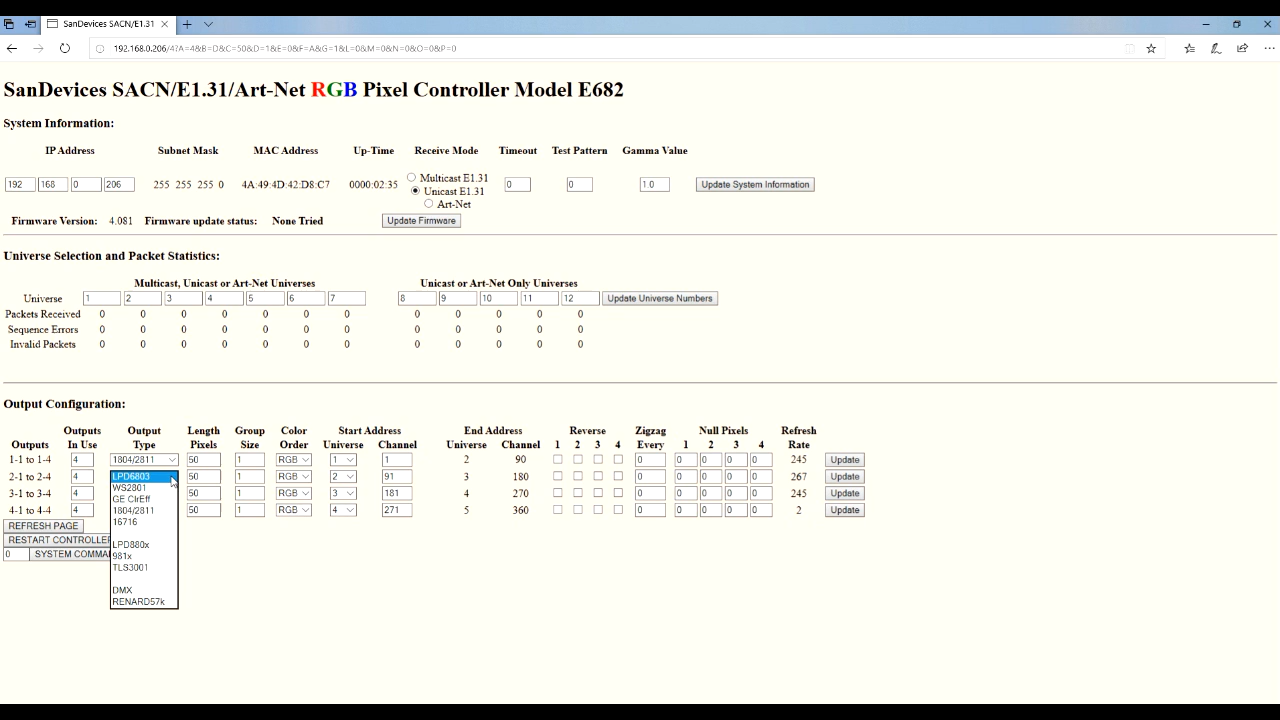 SanDevices SACN/E1.31
192.168.0.206/4?A=4&B=D&C=50&D=1&E=0&F=A&G=1&L=0&M=0&N=0&O=0&P=0
SanDevices SACN/E1.31/Art-Net RGB Pixel Controller Model E682
System Information:
IP Address Subnet Mask MAC Address Up-Time Receive Mode Timeout Test Pattern Gamma Value
Multicast E1.31
192 168 0 206 255 255 255 0 4A:49:4D:42:D8:C7 0000:02:35 Unicast E1.31 0 0 1.0 Update System Information
Art-Net
Firmware Version: 4.081 Firmware update status: None Tried Update Firmware
Universe Selection and Packet Statistics:
Multicast, Unicast or Art-Net Universes Unicast or Art-Net Only Universes
Universe 1 2 3 4 5 6 7 8 9 10 11 12 Update Universe Numbers
Packets Received 0 0 0 0 0 0 0 0 0 0 0 0
Sequence Errors 0 0 0 0 0 0 0 0 0 0 0 0
Invalid Packets 0 0 0 0 0 0 0 0 0 0 0 0
Output Configuration:
Outputs Output Length Group Color Start Address End Address Reverse Zigzag Null Pixels Refresh
Outputs In Use Type Pixels Size Order Universe Channel Universe Channel 1 2 3 4 Every 1 2 3 4 Rate
1-1 to 1-4 4 1804/2811 50 1 RGB 1 1 2 90 0 0 0 0 0 245 Update
2-1 to 2-4 4 LPD6803 50 1 RGB 2 91 3 180 0 0 0 0 0 267 Update
WS2801
3-1 to 3-4 4 GE ClrEff 50 1 RGB 3 181 4 270 0 0 0 0 0 245 Update
4-1 to 4-4 4 1804/2811 50 1 RGB 4 271 5 360 0 0 0 0 0 2 Update
REFRESH PAGE 16716
RESTART CONTROLLER LPD880x
0 SYSTEM COMMA 981x
TLS3001
DMX
RENARD57k